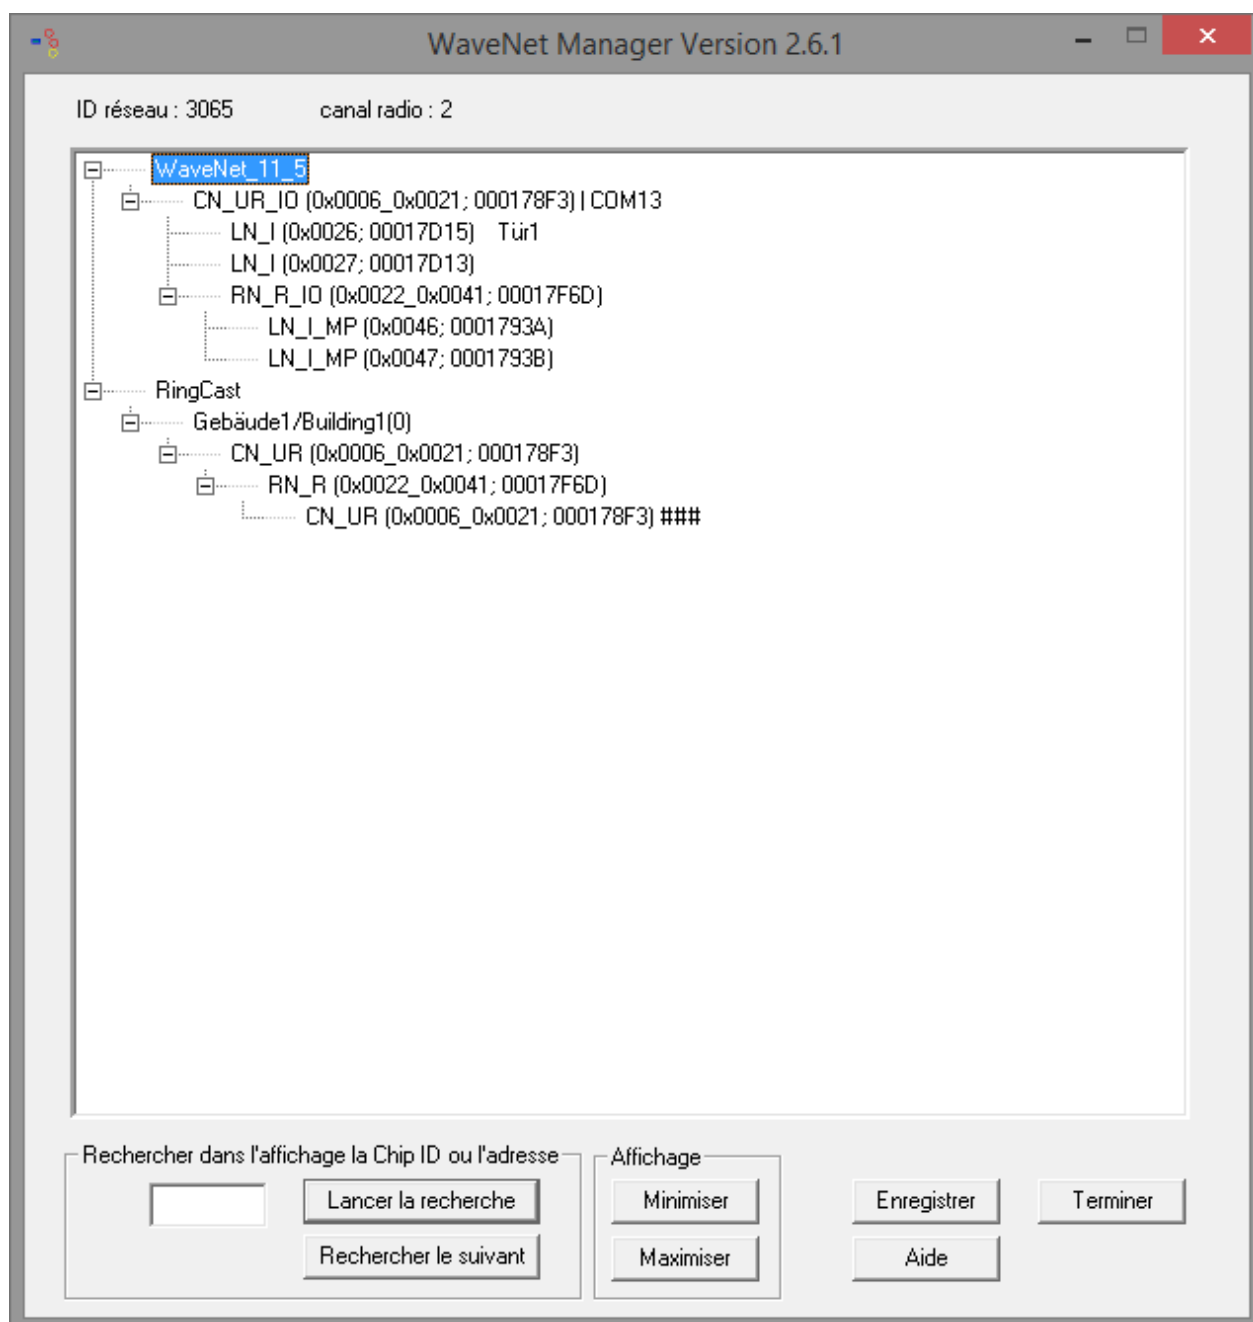 WaveNet Manager Version 2.6.1
ID réseau : 3065 canal radio : 2
WaveNet_11_5
CN_UR_IO (0x0006_0x0021; 000178F3) | COM13
LN_I (0x0026; 00017D15) Tür1
LN_I (0x0027; 00017D13)
RN_R_IO (0x0022_0x0041; 00017F6D)
LN_I_MP (0x0046; 0001793A)
LN_I_MP (0x0047; 0001793B)
RingCast
Gebäude1/Building1(0)
CN_UR (0x0006_0x0021; 000178F3)
RN_R (0x0022_0x0041; 00017F6D)
CN_UR (0x0006_0x0021; 000178F3) ###
Rechercher dans l'affichage la Chip ID ou l'adresse
Lancer la recherche
Rechercher le suivant
Affichage
Minimiser
Maximiser
Enregistrer
Terminer
Aide